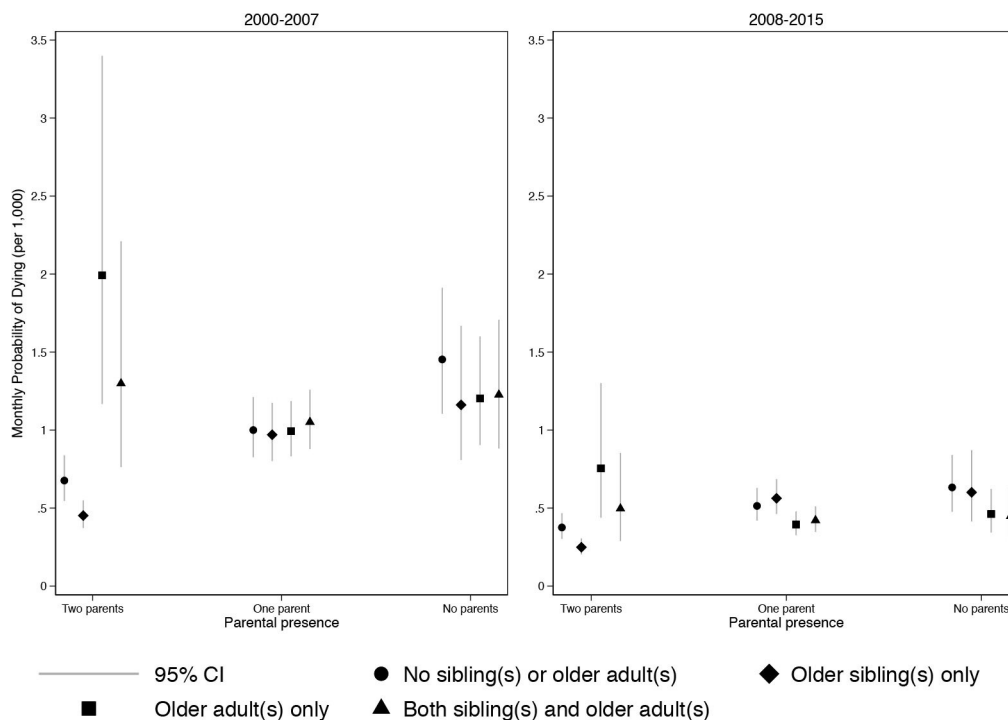 2000-2007
2008-2015
Monthly Probability of Dying (per 1,000)
3.5
3
2.5
2
1.5
1
.5
0
Two parents
One parent
No parents
Parental presence
3.5
3
2.5
2
1.5
1
.5
0
Two parents
One parent
No parents
Parental presence
95% CI
No sibling(s) or older adult(s)
Older sibling(s) only
Older adult(s) only
Both sibling(s) and older adult(s)